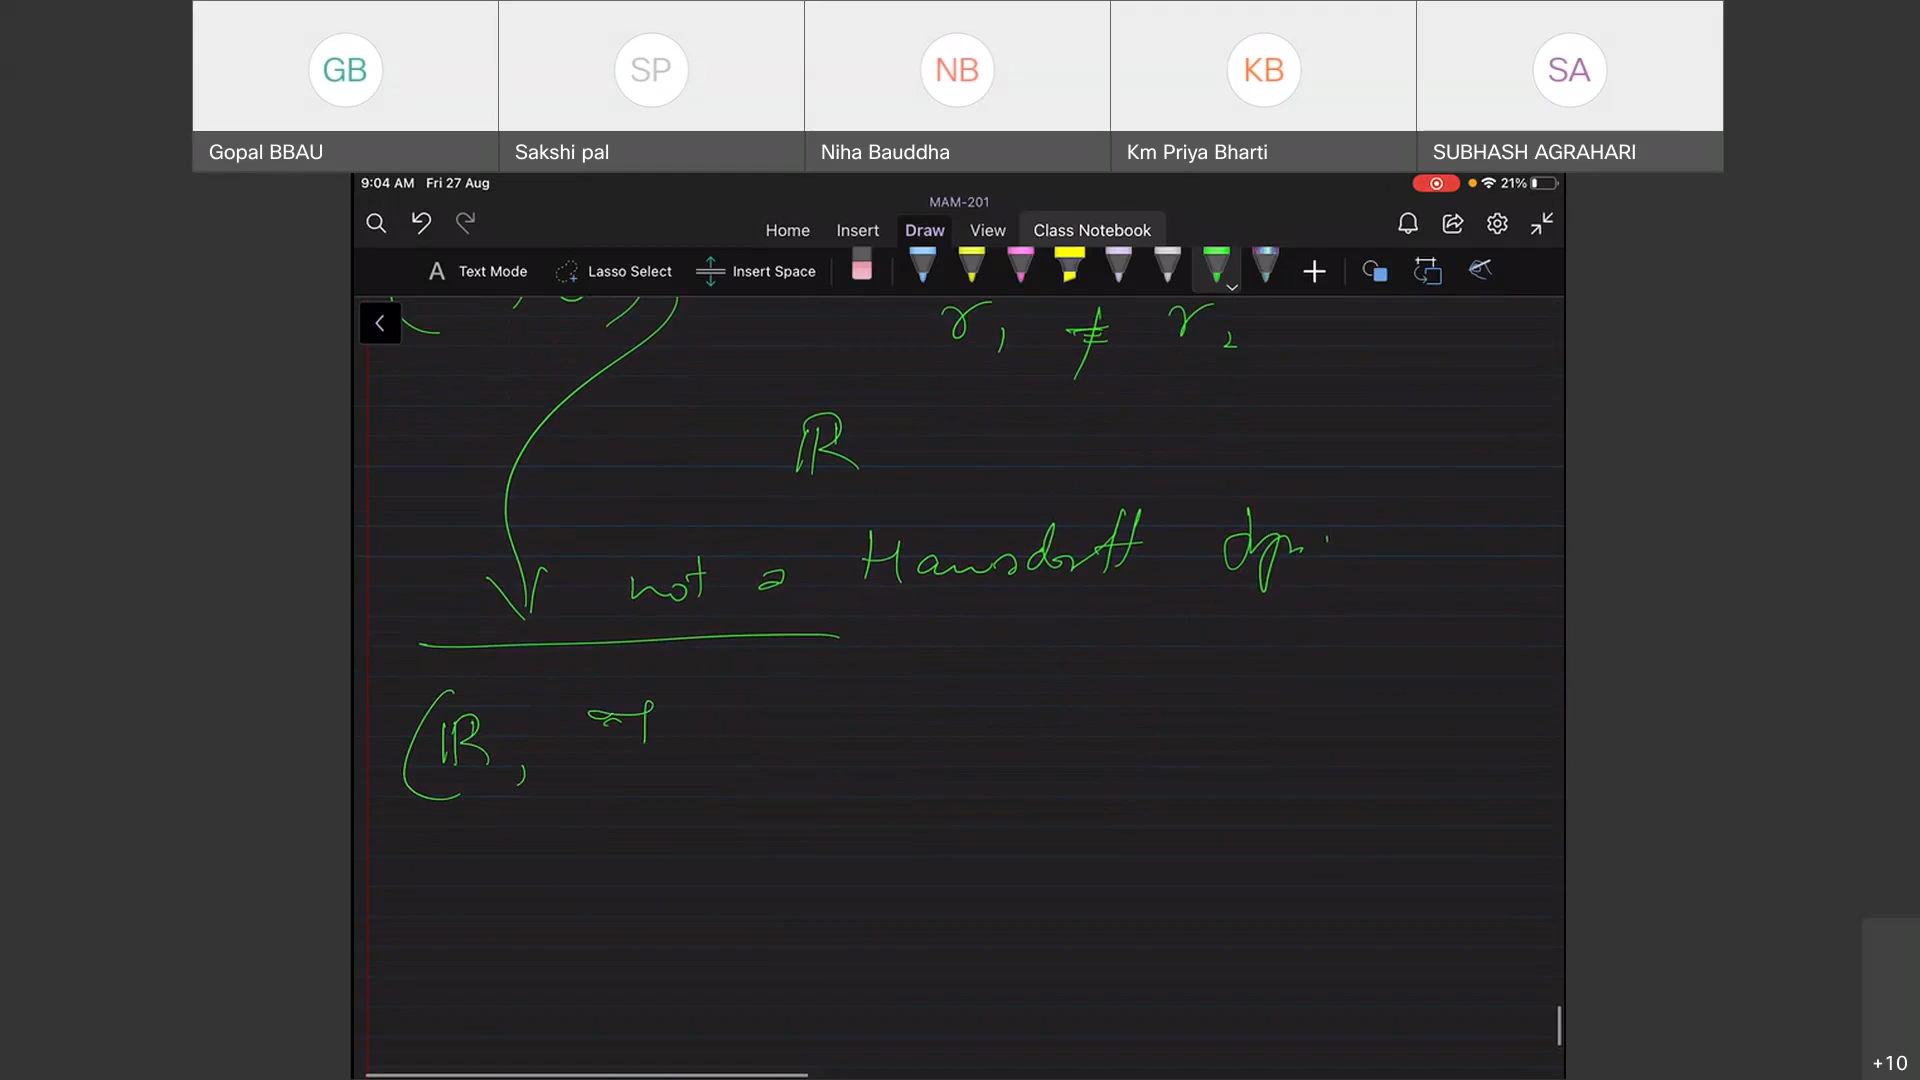 GB SP NB KB SA
Gopal BBAU Sakshi pal Niha Bauddha Km Priya Bharti SUBHASH AGRAHARI
9:04 AM Fri 27 Aug 21%
MAM-201
Home Insert Draw View Class Notebook
A Text Mode Lasso Select Insert Space
r₁ ≠ r₂
ℝ
not a Hausdorff
(ℝ,
+10